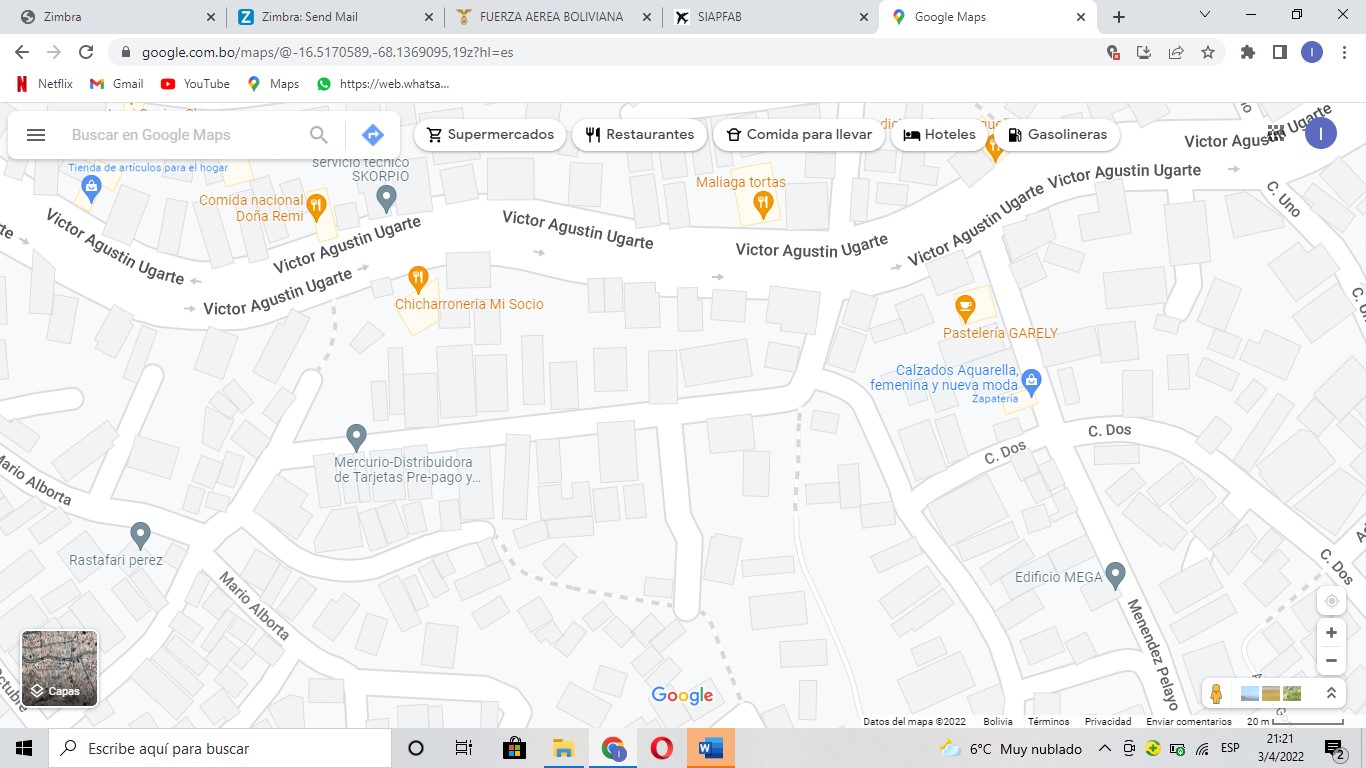 Zimbra
Zimbra: Send Mail
FUERZA AEREA BOLIVIANA
SIAPFAB
Google Maps
google.com.bo/maps/@-16.5170589,-68.1369095,19z?hl=es
I
Netflix
Gmail
YouTube
Maps
https://web.whatsa...
Buscar en Google Maps
Supermercados
Restaurantes
Comida para llevar
Hoteles
Gasolineras
I
Victor Agustin Ugarte
Tienda de artículos para el hogar
servicio tecnico
SKORPIO
Maliaga tortas
Victor Agustin Ugarte
C. Uno
Comida nacional
Doña Remi
Victor Agustin Ugarte
Victor Agustin Ugarte
Victor Agustin Ugarte
Victor Agustin Ugarte
Victor Agustin Ugarte
Victor Agustin Ugarte
Chicharroneria Mi Socio
Pastelería GARELY
Calzados Aquarella,
femenina y nueva moda
Zapatería
C. Dos
C. Dos
Mercurio-Distribuidora
de Tarjetas Pre-pago y...
Mario Alborta
Rastafari perez
Mario Alborta
Edificio MEGA
C. Dos
Menendez Pelayo
Capas
Google
Datos del mapa ©2022
Bolivia
Términos
Privacidad
Enviar comentarios
20 m
Escribe aquí para buscar
6°C Muy nublado
ESP
21:21
3/4/2022
2